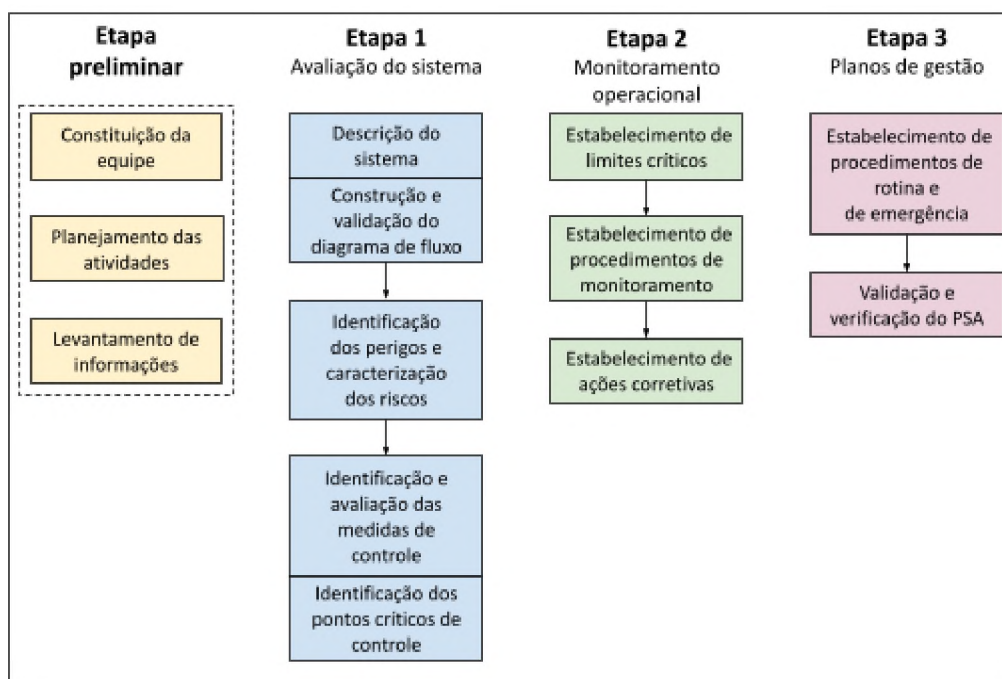 Etapa
preliminar
Constituição da
equipe
Planejamento das
atividades
Levantamento de
informações
Etapa 1
Avaliação do sistema
Descrição do
sistema
Construção e
validação do
diagrama de fluxo
Identificação
dos perigos e
caracterização
dos riscos
Identificação e
avaliação das
medidas de
controle
Identificação dos
pontos críticos de
controle
Etapa 2
Monitoramento
operacional
Estabelecimento de
limites críticos
Estabelecimento de
procedimentos de
monitoramento
Estabelecimento de
ações corretivas
Etapa 3
Planos de gestão
Estabelecimento de
procedimentos de
rotina e
de emergência
Validação e
verificação do PSA